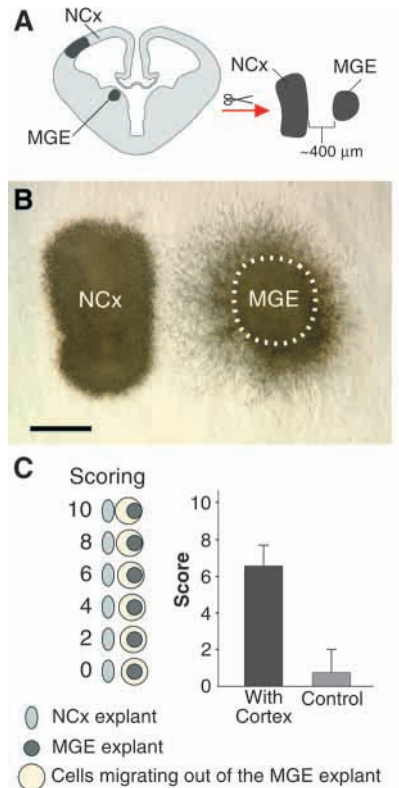 A
NCx
MGE
NCx
MGE
~400 µm
B
NCx
MGE
C
Scoring
10
8
6
4
2
0
Score
10
8
6
4
2
0
With
Cortex
Control
NCx explant
MGE explant
Cells migrating out of the MGE explant